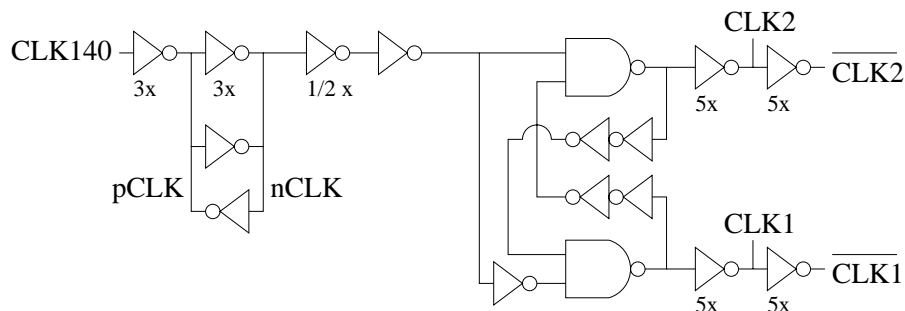 CLK2
CLK140
3x
3x
1/2 x
5x
5x
CLK2
pCLK
nCLK
CLK1
5x
5x
CLK1